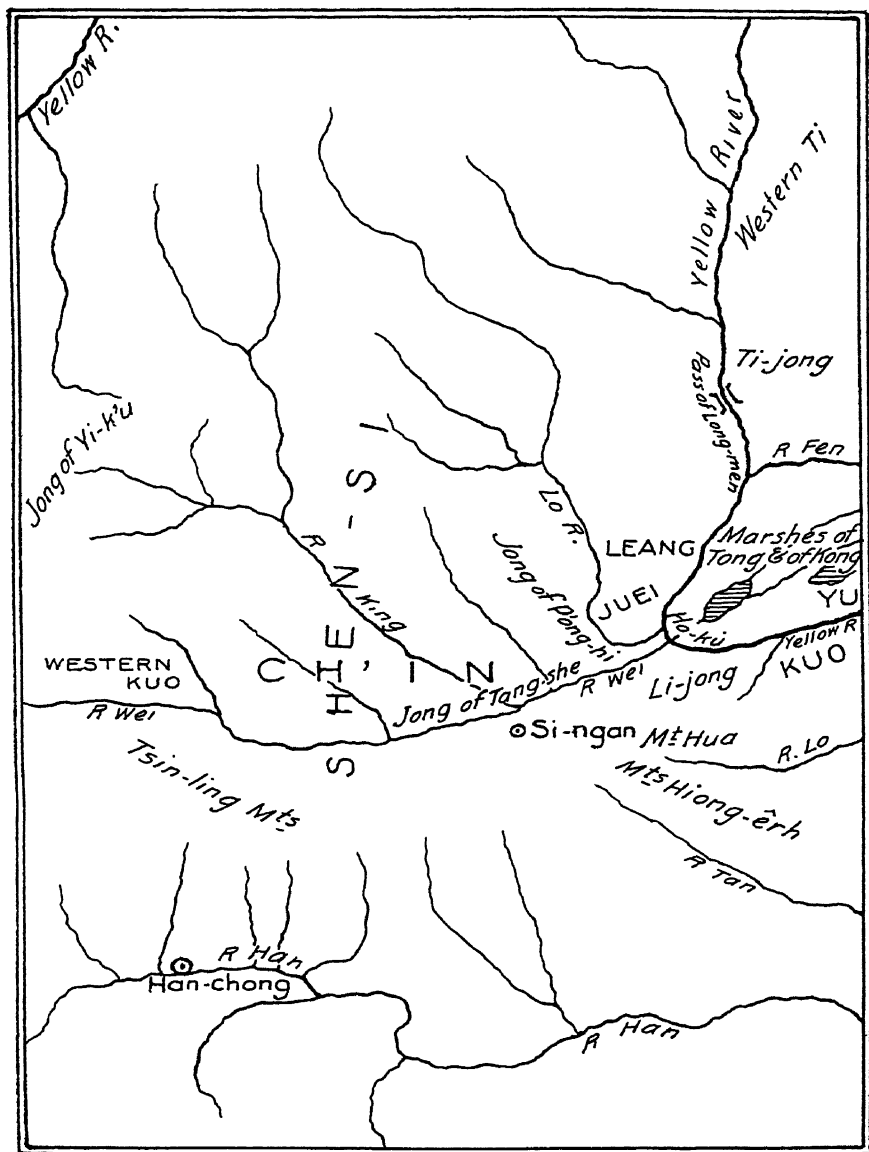 Yellow R.
Yellow River
Western Ti
Ti-jong
Pass of Long-men
R Fen
Jong of Yi-k'u
SHEN-SI
Lo R.
LEANG
Marshes of
Tong & of Kong
Jong of P'ong-hi
JUEI
YU
R King
Ho-kü
Yellow R
KUO
WESTERN
KUO
CH'IN
Jong of Tang-she
R Wei
Li-jong
R Wei
Si-ngan
Mt Hua
R. Lo
Tsin-ling Mts
Mts Hiong-êrh
R Tan
R Han
Han-chong
R Han